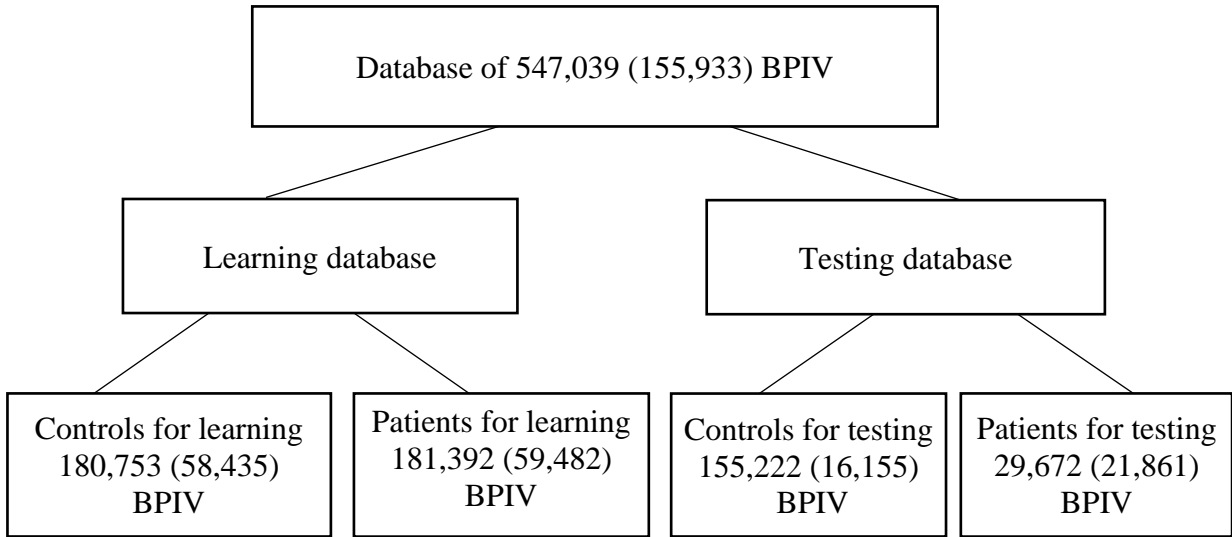 Database of 547,039 (155,933) BPIV
Learning database
Testing database
Controls for learning
180,753 (58,435)
BPIV
Patients for learning
181,392 (59,482)
BPIV
Controls for testing
155,222 (16,155)
BPIV
Patients for testing
29,672 (21,861)
BPIV